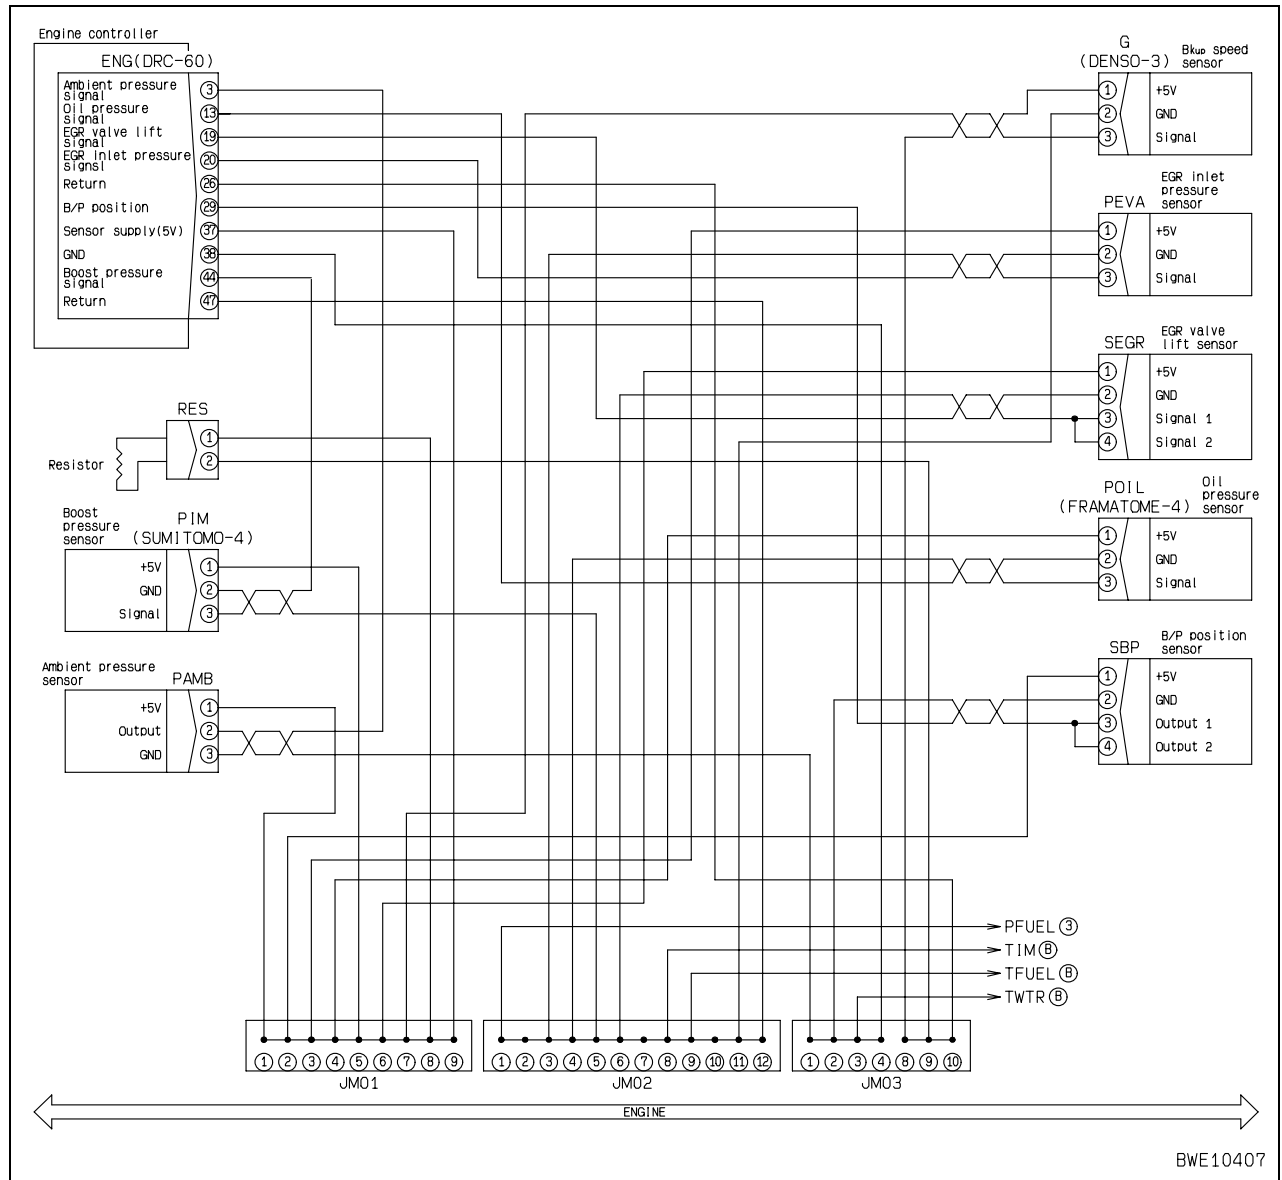 Engine controller
ENG(DRC-60)
Ambient pressure
signal
3
Oil pressure
signal
13
EGR valve lift
signal
19
EGR inlet pressure
signsl
20
Return
26
B/P position
29
Sensor supply(5V)
37
GND
38
Boost pressure
signal
44
Return
47
RES
1
2
Resistor
Boost
pressure
sensor
PIM
(SUMITOMO-4)
+5V 1
GND 2
Signal 3
Ambient pressure
sensor
PAMB
+5V 1
Output 2
GND 3
G
(DENSO-3)
Bkup speed
sensor
1 +5V
2 GND
3 Signal
EGR inlet
pressure
sensor
PEVA
1 +5V
2 GND
3 Signal
EGR valve
lift sensor
SEGR
1 +5V
2 GND
3 Signal 1
4 Signal 2
Oil
pressure
sensor
POIL
(FRAMATOME-4)
1 +5V
2 GND
3 Signal
B/P position
sensor
SBP
1 +5V
2 GND
3 Output 1
4 Output 2
PFUEL 3
TIM B
TFUEL B
TWTR B
1 2 3 4 5 6 7 8 9
JM01
1 2 3 4 5 6 7 8 9 10 11 12
JM02
1 2 3 4 8 9 10
JM03
ENGINE
BWE10407